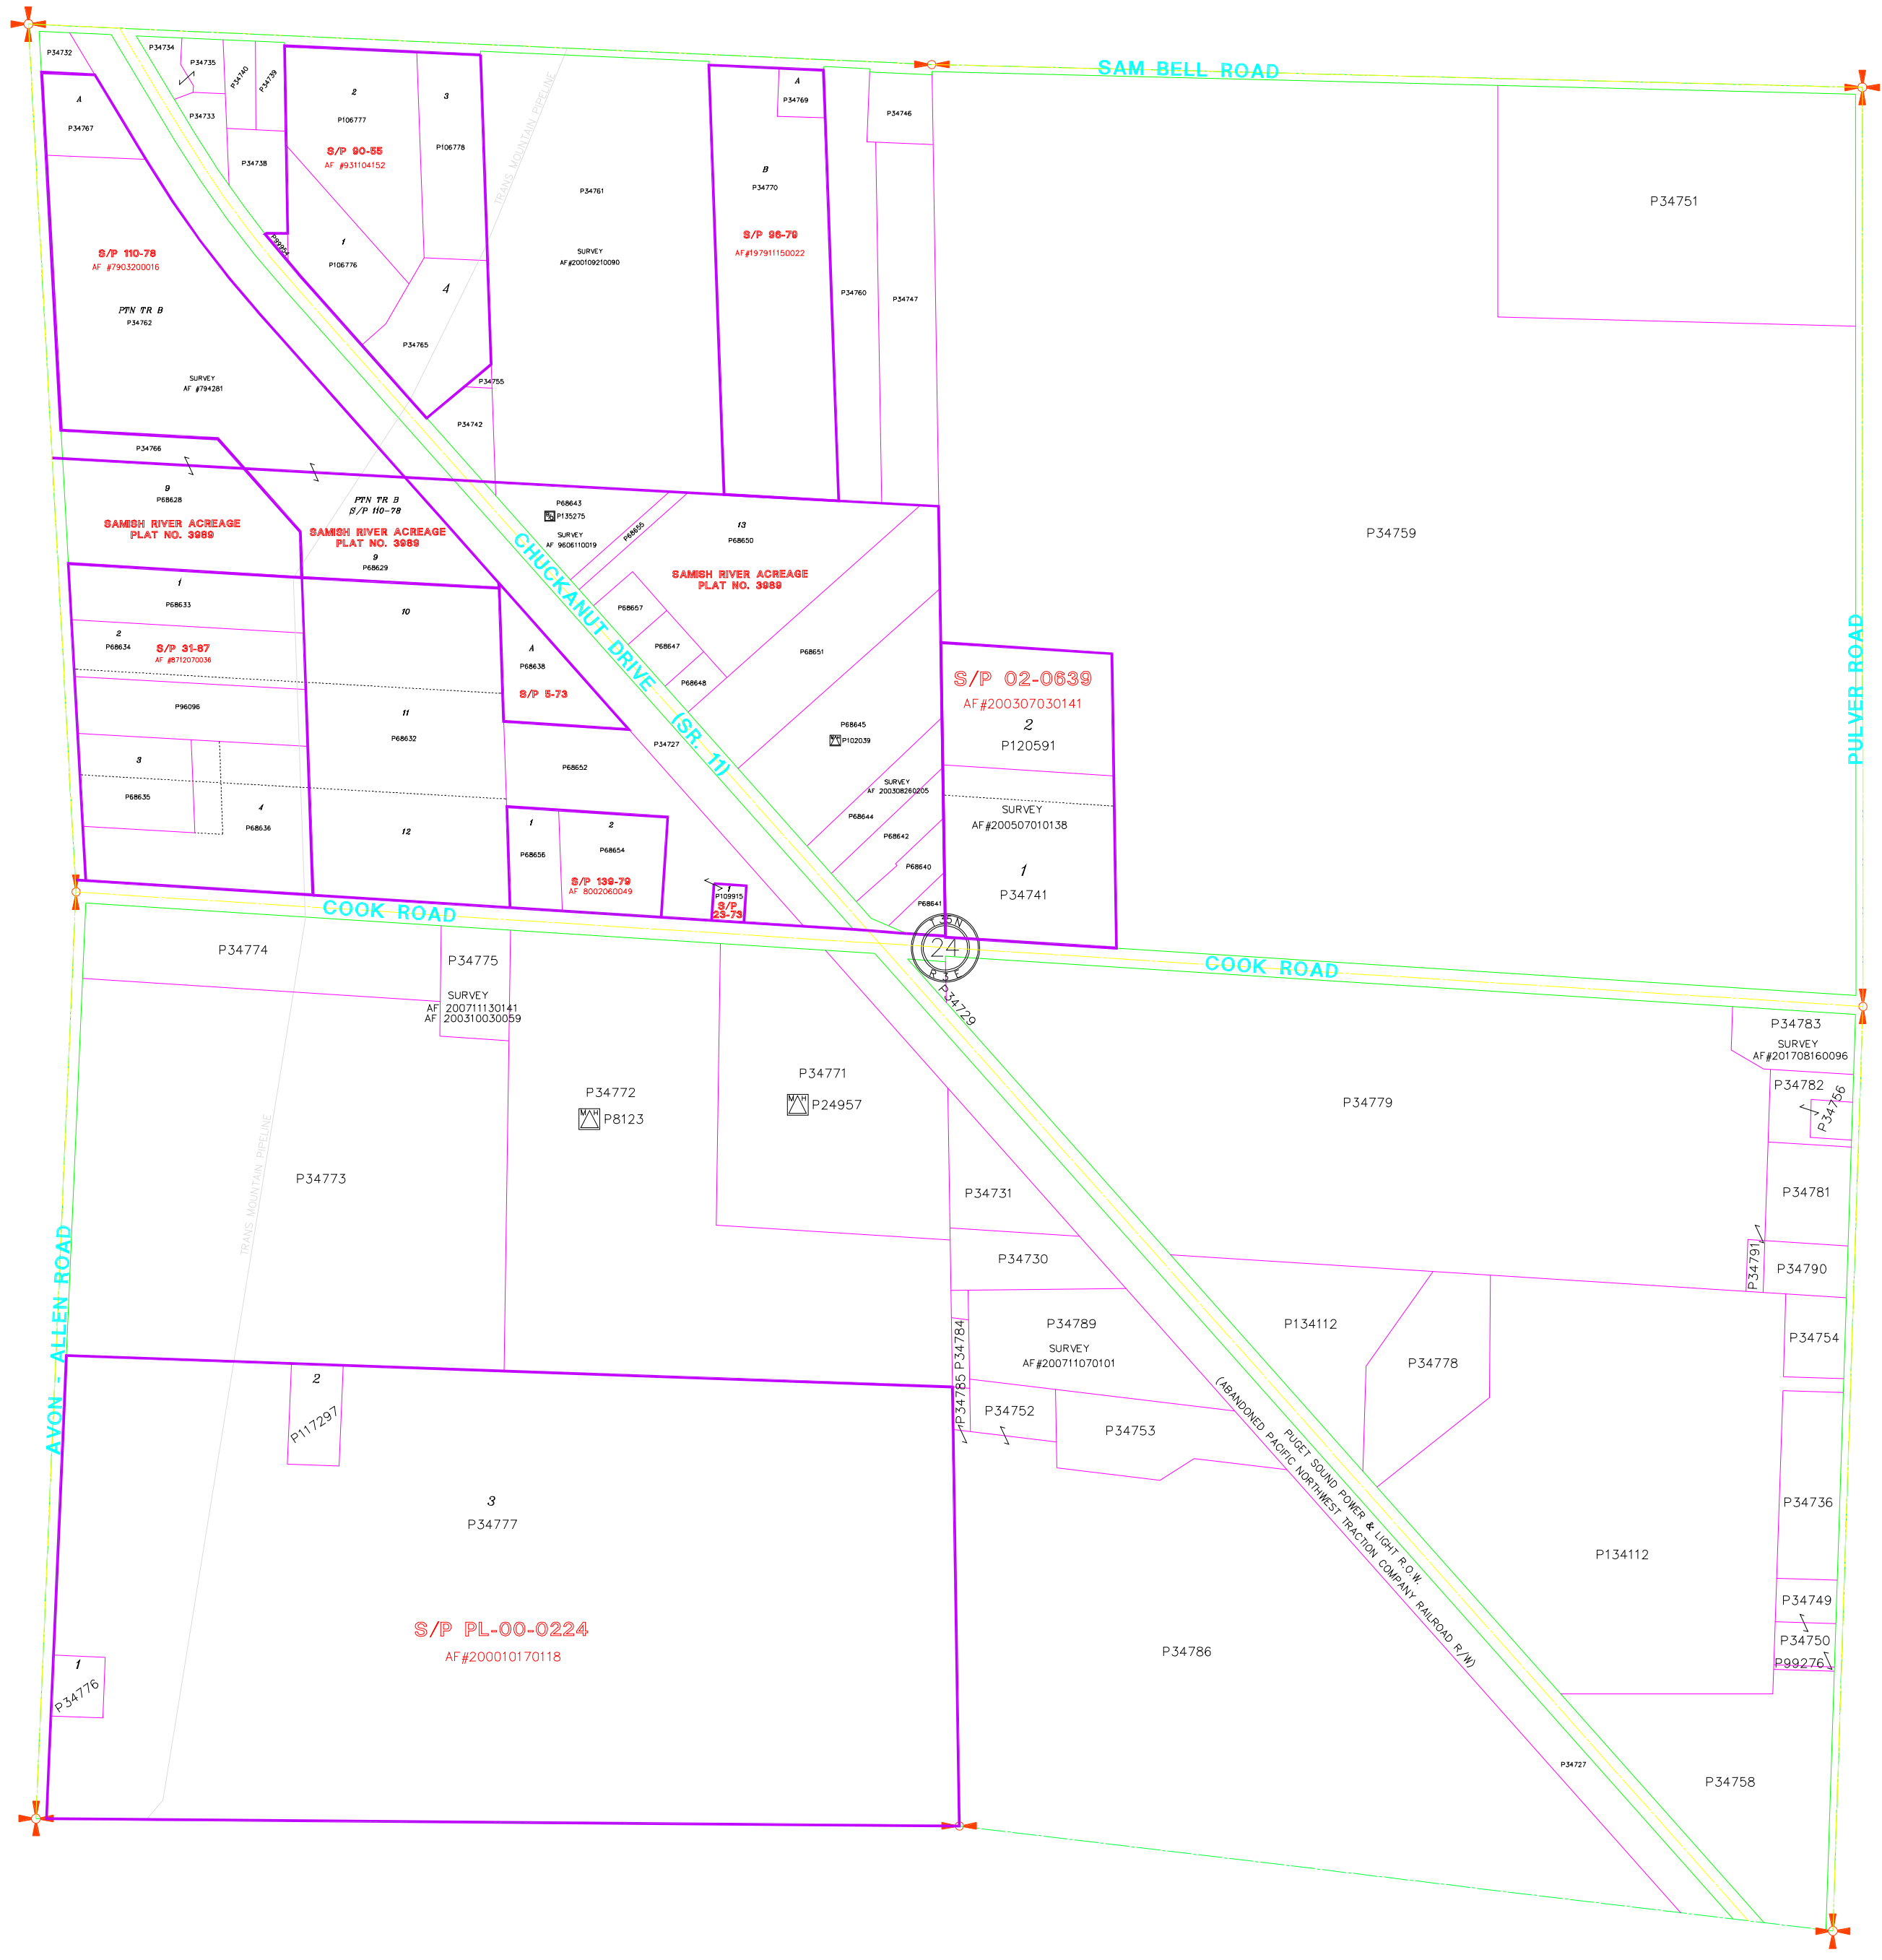 SAM BELL ROAD
P34732
P34734
P34735
P34740
P34739
P34733
P34738
A
P34767
2
P106777
S/P 90-55
AF #931104152
3
P106778
1
P106776
P99954
4
P34765
TRANS MOUNTAIN PIPELINE
P34761
SURVEY
AF#200109210090
A
P34769
B
P34770
S/P 96-79
AF#197911150022
P34746
P34760
P34747
P34751
P34759
S/P 110-78
AF #7903200016
PTN TR B
P34762
SURVEY
AF #794281
P34755
P34742
P34766
9
P68628
SAMISH RIVER ACREAGE
PLAT NO. 3989
PTN TR B
S/P 110-78
SAMISH RIVER ACREAGE
PLAT NO. 3989
9
P68629
P68643
P135275
SURVEY
AF 9606110019
P68655
13
P68650
SAMISH RIVER ACREAGE
PLAT NO. 3989
CHUCKANUT DRIVE (SR. 11)
1
P68633
2
P68634
S/P 31-87
AF #8712070036
P96096
3
P68635
4
P68636
10
11
P68632
12
A
P68638
S/P 5-73
P68657
P68647
P68648
P68651
P34727
P68652
P68645
MH
P102039
SURVEY
AF 200308260205
P68644
P68642
P68640
P68641
1
P68656
2
P68654
S/P 139-79
AF 8002060049
1
P109915
S/P
23-73
S/P 02-0639
AF#200307030141
2
P120591
SURVEY
AF#200507010138
1
P34741
PULVER ROAD
COOK ROAD
T35N
24
R 3 E
COOK ROAD
P34774
P34775
SURVEY
AF 200711130141
AF 200310030059
P34729
P34783
SURVEY
AF#201708160096
P34782
P34756
P34772
MH
P8123
P34771
MH
P24957
P34779
P34773
TRANS MOUNTAIN PIPELINE
P34731
P34730
P34781
P34791
P34790
AVON - ALLEN ROAD
P34784
P34785
P34789
SURVEY
AF#200711070101
P134112
P34778
P34754
P34752
P34753
2
P117297
3
P34777
S/P PL-00-0224
AF#200010170118
1
P34776
PUGET SOUND POWER & LIGHT R.O.W.
(ABANDONED PACIFIC NORTHWEST TRACTION COMPANY RAILROAD R/W)
P34736
P134112
P34749
P34750
P99276
P34786
P34727
P34758